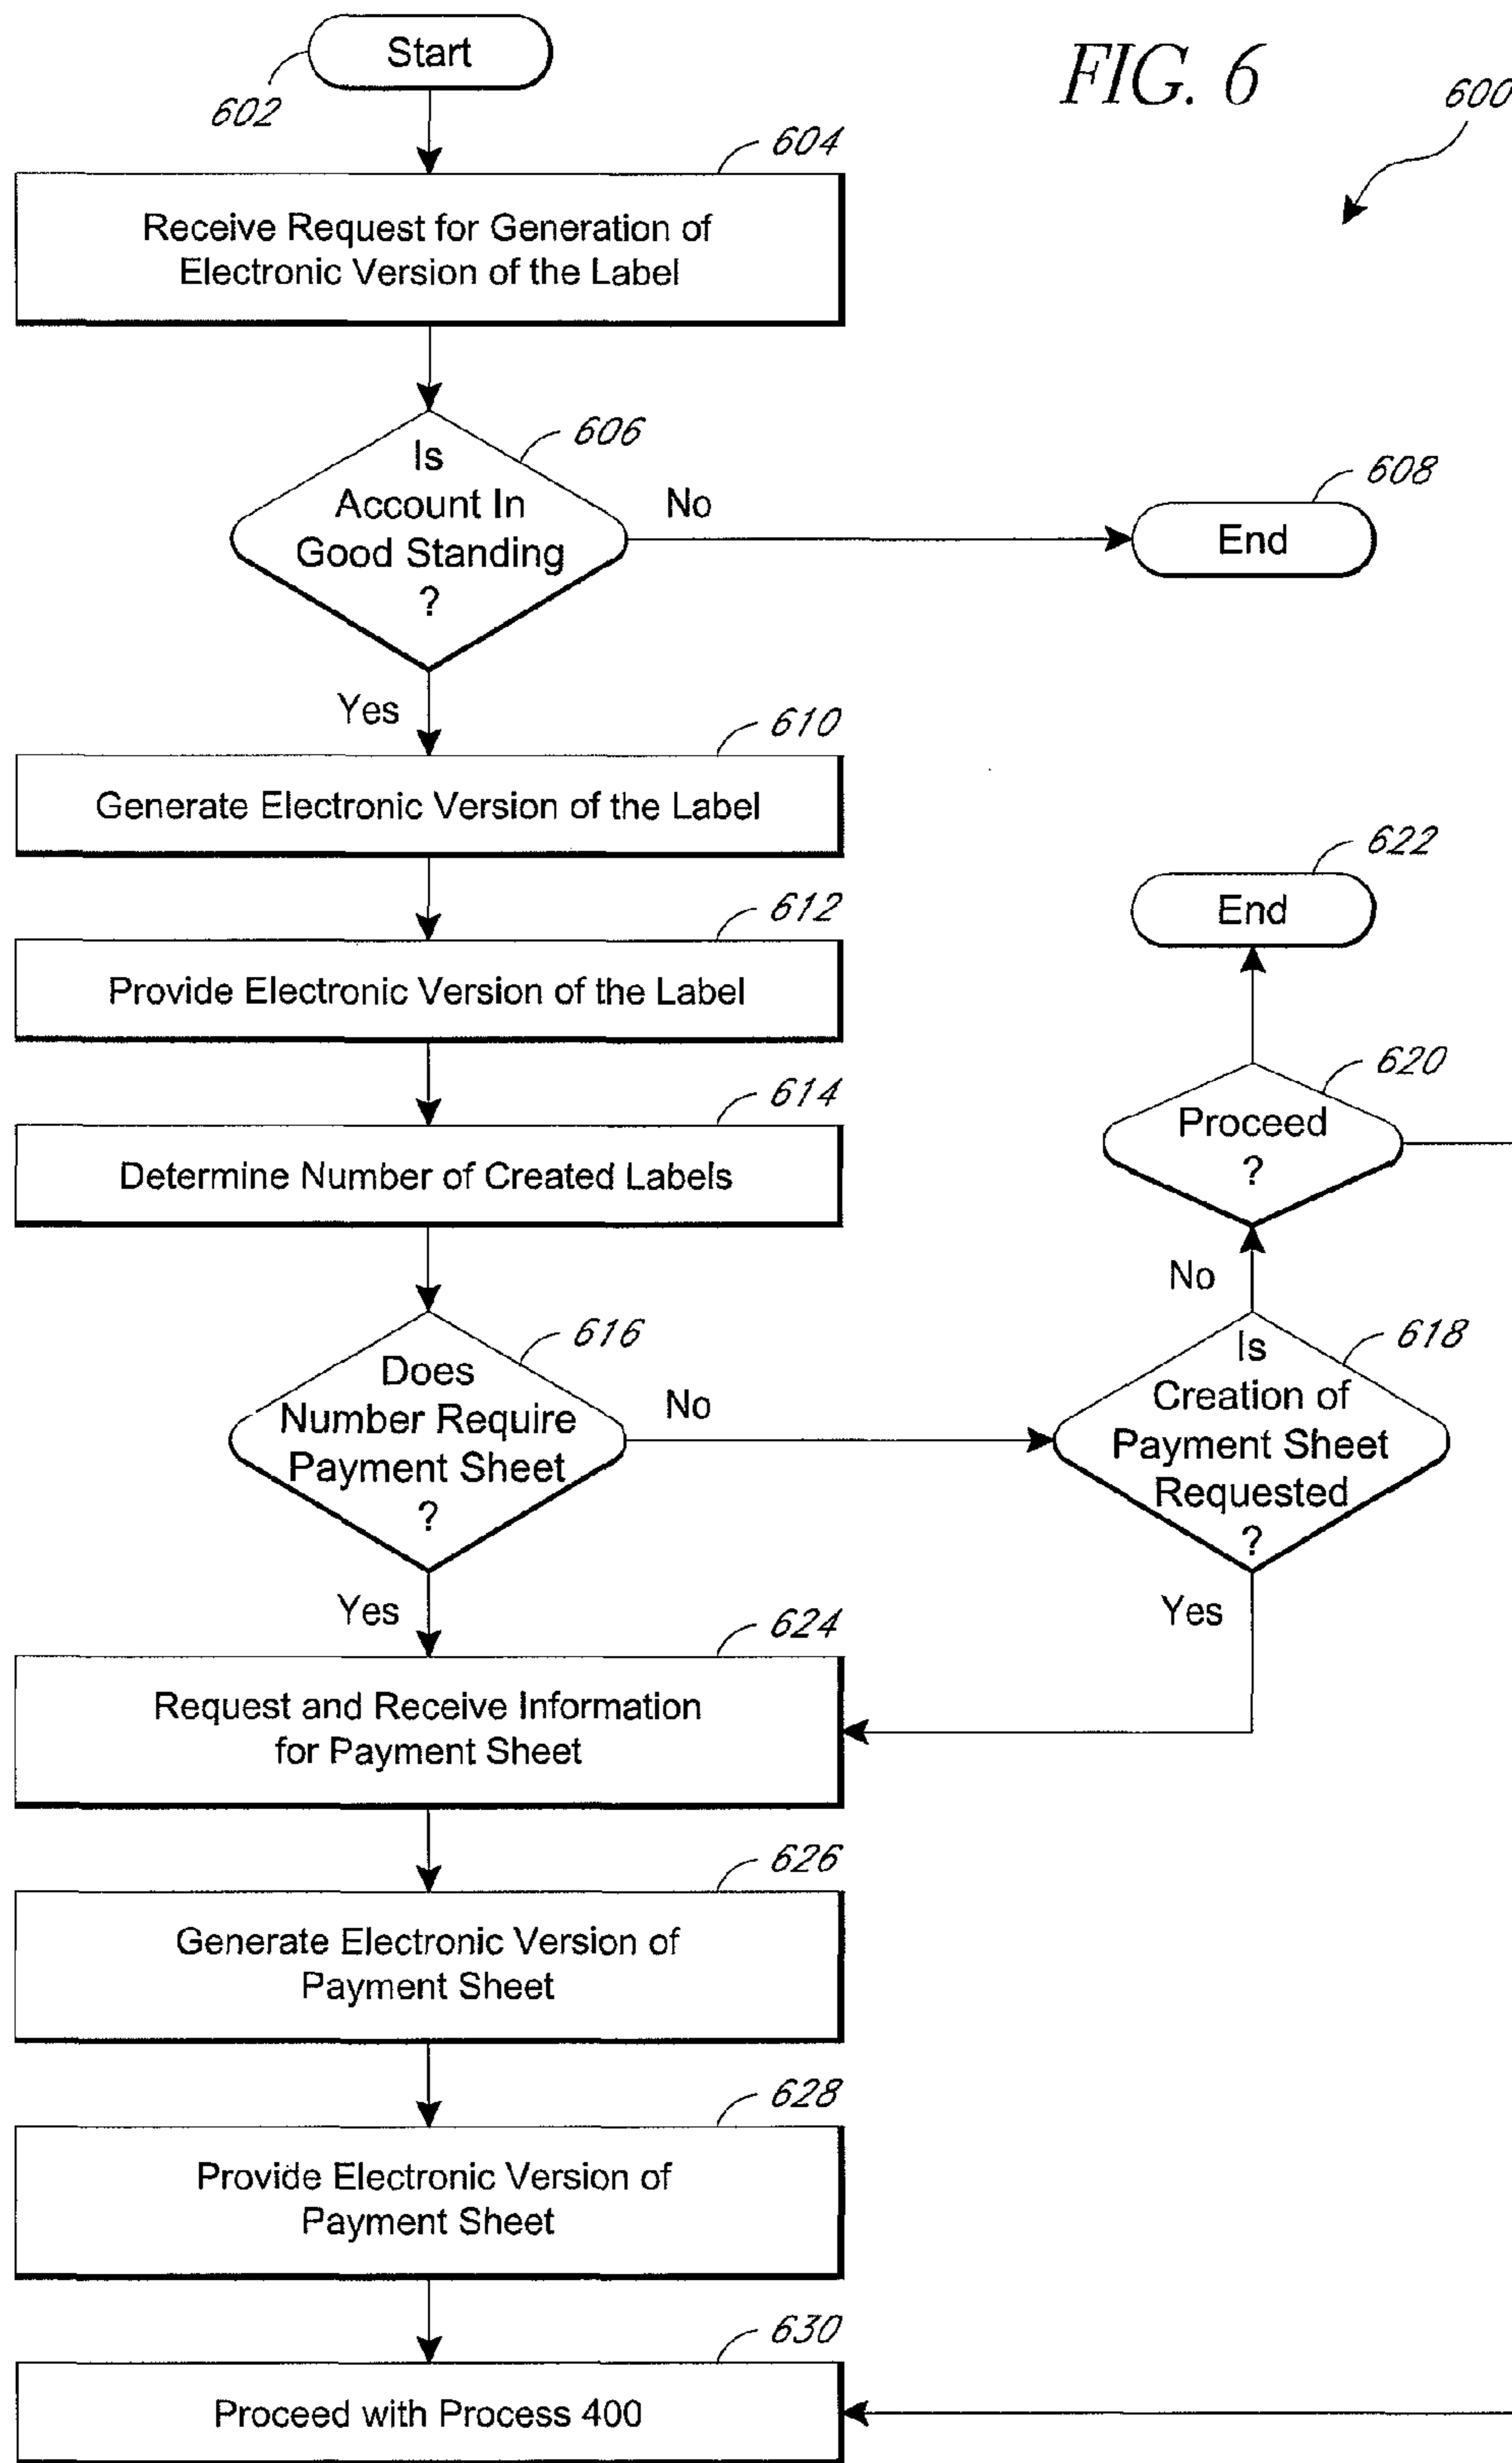 Start
FIG. 6
600
602
604
Receive Request for Generation of
Electronic Version of the Label
606
Is
Account In
Good Standing
?
No
608
End
Yes
610
Generate Electronic Version of the Label
622
End
612
Provide Electronic Version of the Label
620
Proceed
?
614
Determine Number of Created Labels
No
616
Does
Number Require
Payment Sheet
?
No
618
Is
Creation of
Payment Sheet
Requested
?
Yes
Yes
624
Request and Receive Information
for Payment Sheet
626
Generate Electronic Version of
Payment Sheet
628
Provide Electronic Version of
Payment Sheet
630
Proceed with Process 400